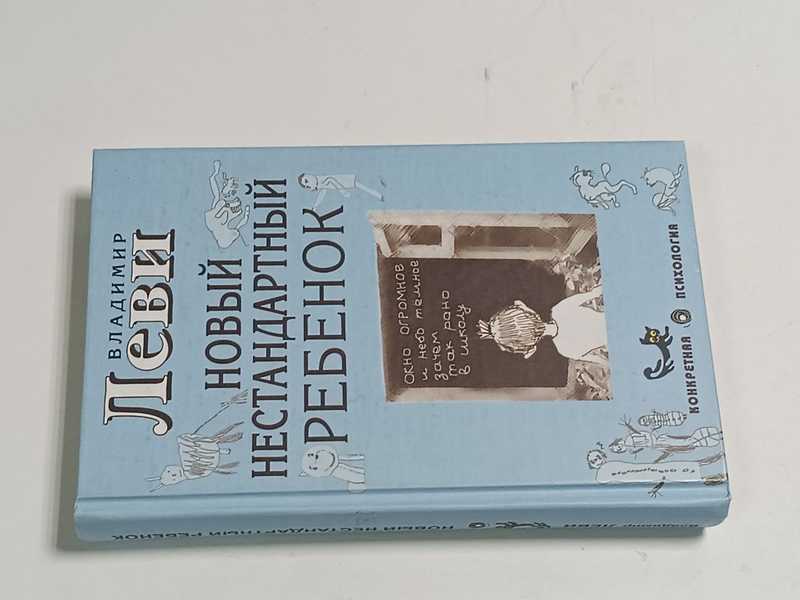 ВЛАДИМИР
Леви
НОВЫЙ
НЕСТАНДАРТНЫЙ
РЕБЕНОК
окно огромное
и небо тёмное
зачем
так рано
в школу
КОНКРЕТНАЯ ПСИХОЛОГИЯ
Владимир ЛЕВИ НОВЫЙ НЕСТАНДАРТНЫЙ РЕБЕНОК